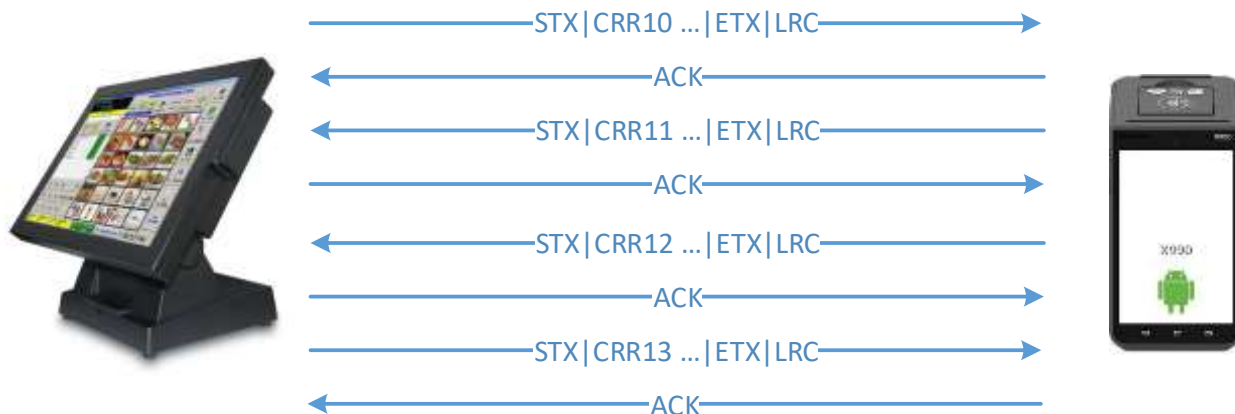 STX|CRR10 ...|ETX|LRC
ACK
STX|CRR11 ...|ETX|LRC
ACK
STX|CRR12 ...|ETX|LRC
ACK
STX|CRR13 ...|ETX|LRC
ACK
X990